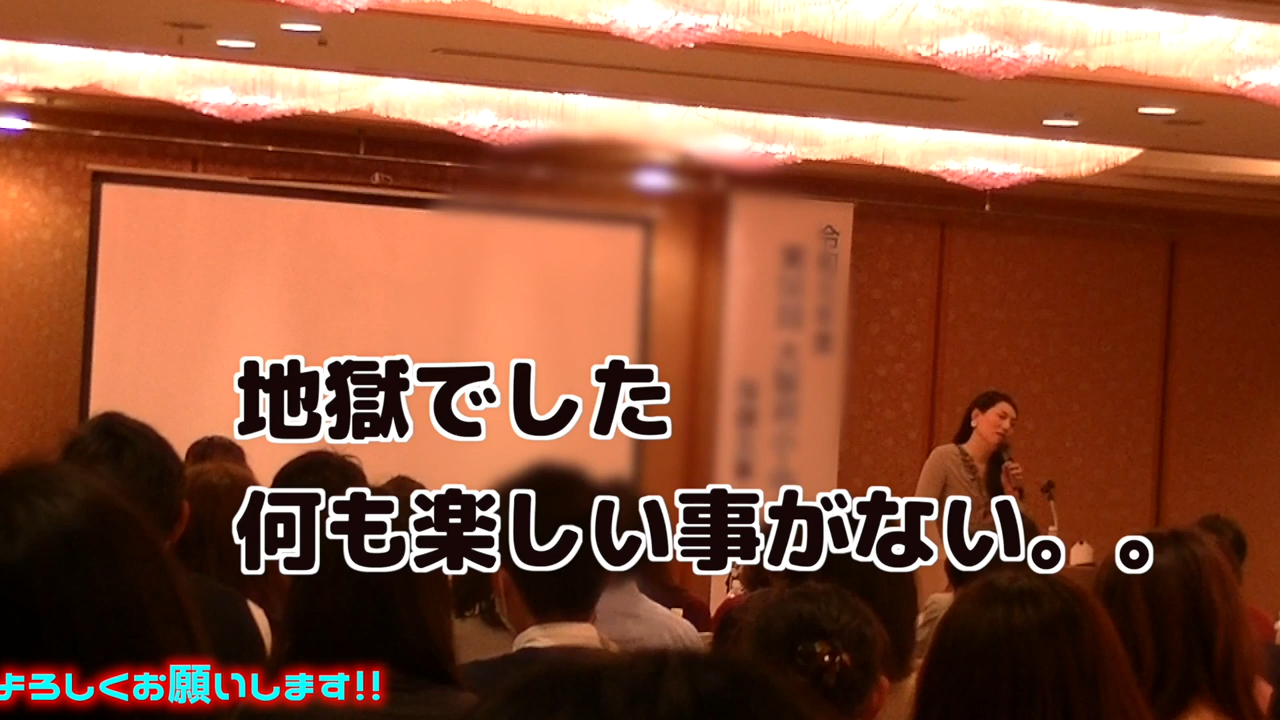 令
地獄でした
何も楽しい事がない。。
よろしくお願いします!!